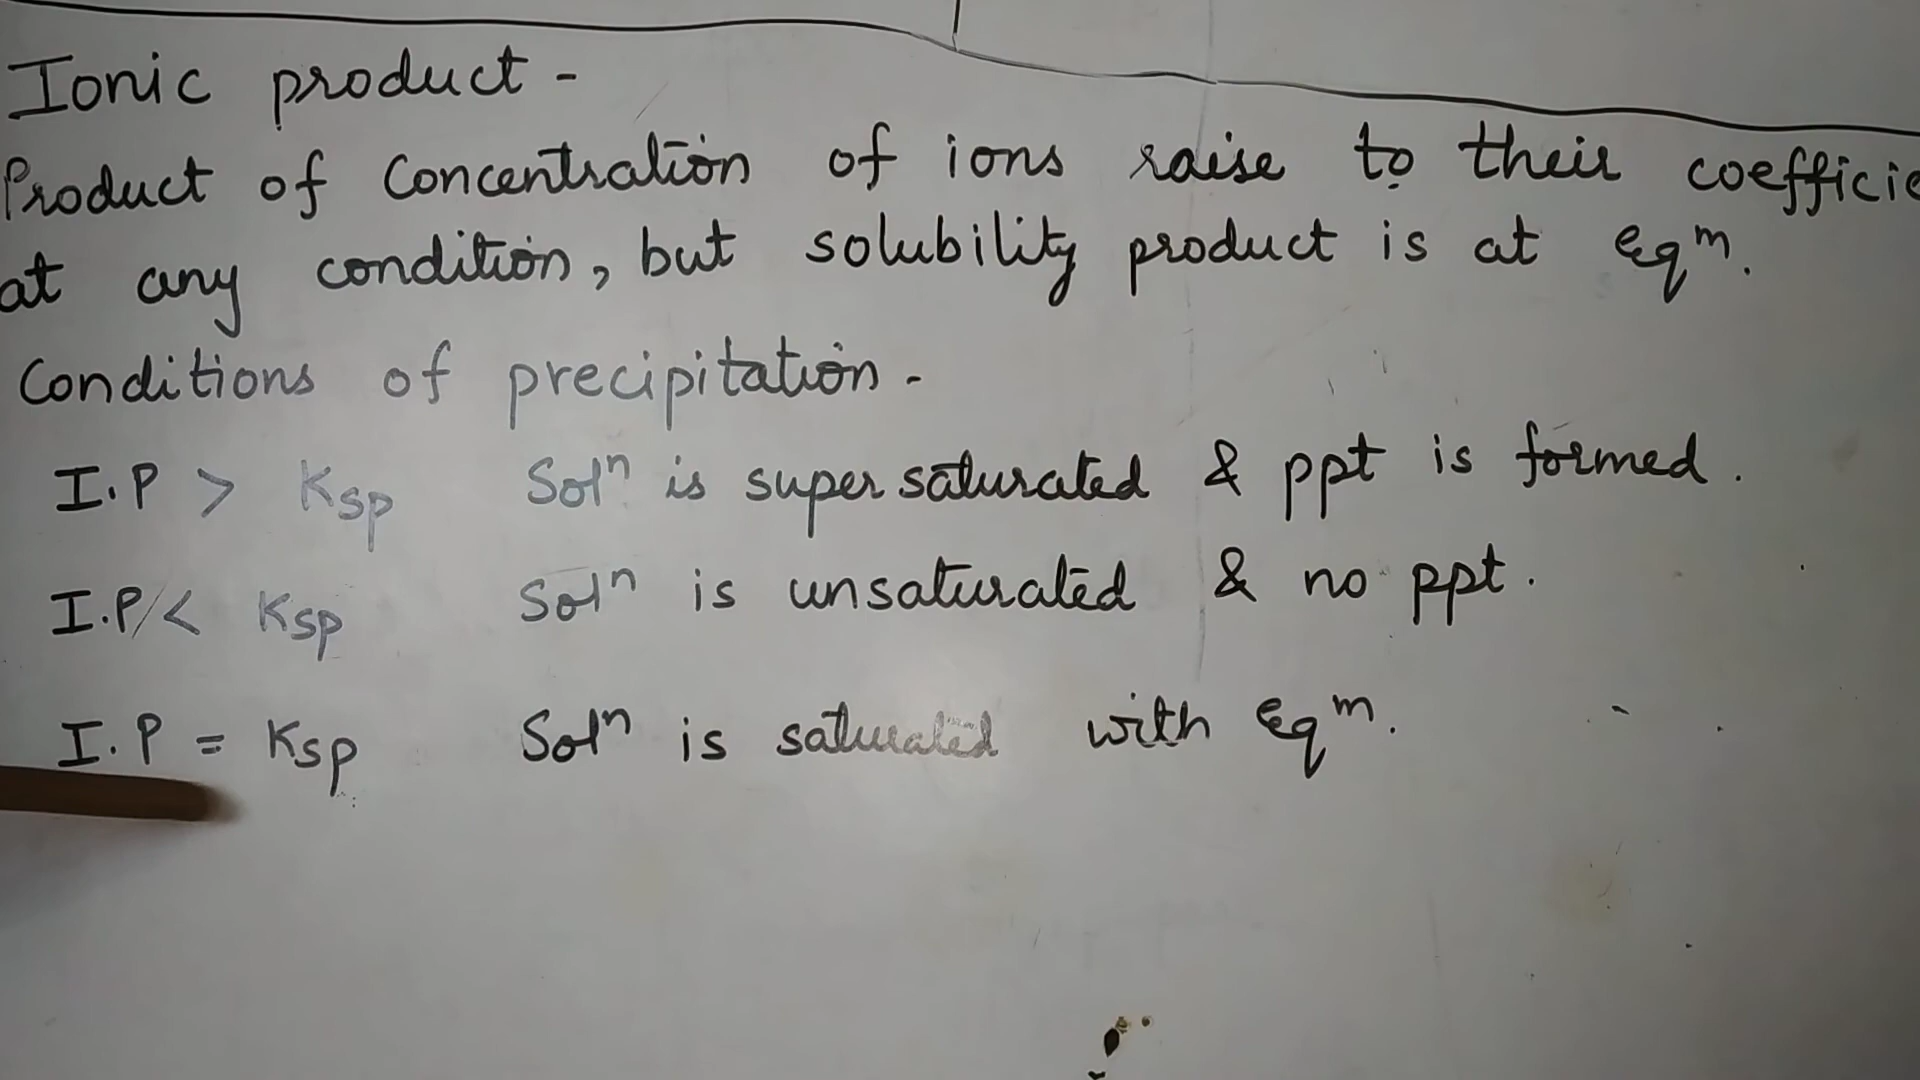 Ionic product -
Product of Concentration of ions raise to their coefficie
at any condition, but solubility product is at eqᵐ.
Conditions of precipitation -
I.P > Ksp Solⁿ is super saturated & ppt is formed.
I.P < Ksp Solⁿ is unsaturated & no ppt.
I.P = Ksp Solⁿ is saturated with Eqᵐ.